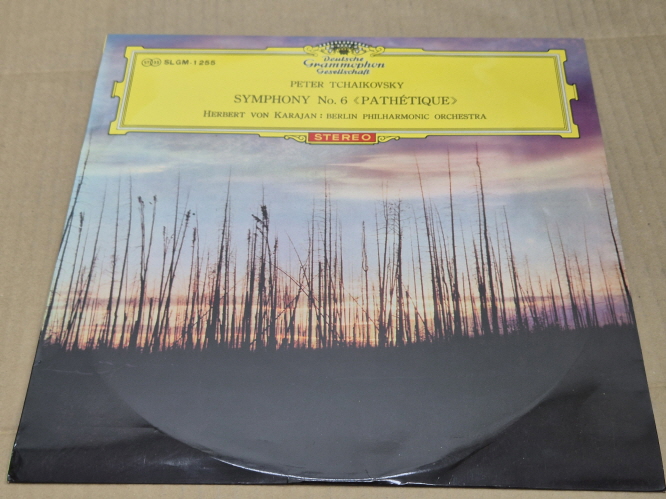 SLGM-1255
Deutsche
Grammophon
Gesellschaft
PETER TCHAIKOVSKY
SYMPHONY No. 6 《PATHÉTIQUE》
HERBERT VON KARAJAN: BERLIN PHILHARMONIC ORCHESTRA
STEREO